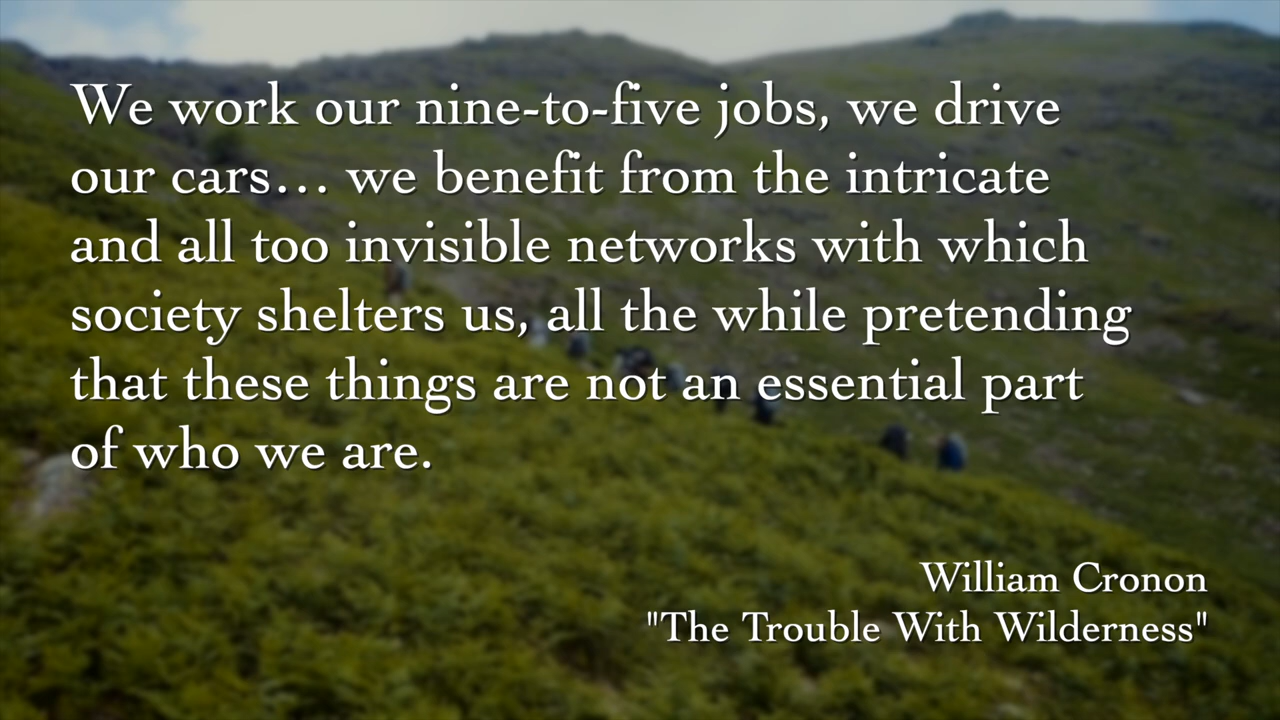 We work our nine-to-five jobs, we drive
our cars… we benefit from the intricate
and all too invisible networks with which
society shelters us, all the while pretending
that these things are not an essential part
of who we are.
William Cronon
"The Trouble With Wilderness"